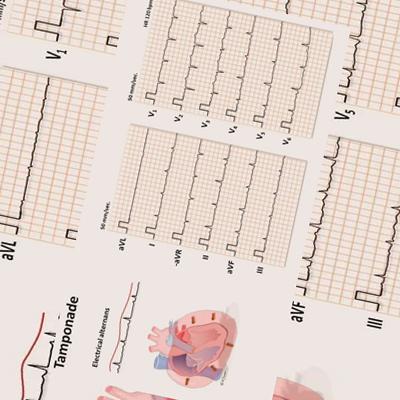 HR 120 bpm
50 mm/sec.
V1
V2
V3
V4
V5
V6
V1
V5
50 mm/sec.
aVL
I
-aVR
II
aVF
III
aVL
aVF
III
Tamponade
Electrical alternans